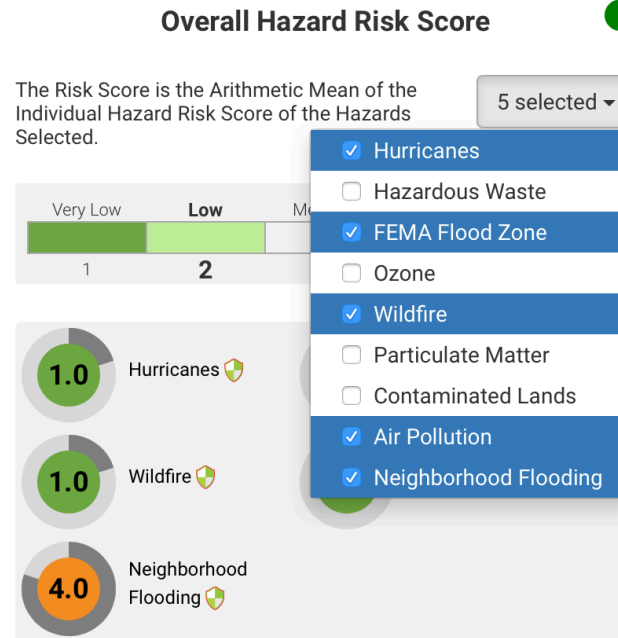 Overall Hazard Risk Score
The Risk Score is the Arithmetic Mean of the
Individual Hazard Risk Score of the Hazards
Selected.
5 selected
Hurricanes
Hazardous Waste
FEMA Flood Zone
Ozone
Wildfire
Particulate Matter
Contaminated Lands
Air Pollution
Neighborhood Flooding
Very Low Low
1 2
1.0 Hurricanes
1.0 Wildfire
4.0 Neighborhood
Flooding